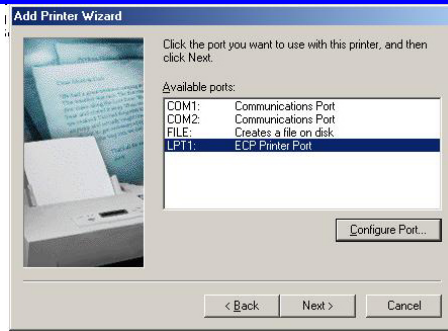 Add Printer Wizard
Click the port you want to use with this printer, and then
click Next.
Available ports:
COM1: Communications Port
COM2: Communications Port
FILE: Creates a file on disk
LPT1: ECP Printer Port
Configure Port...
< Back Next > Cancel